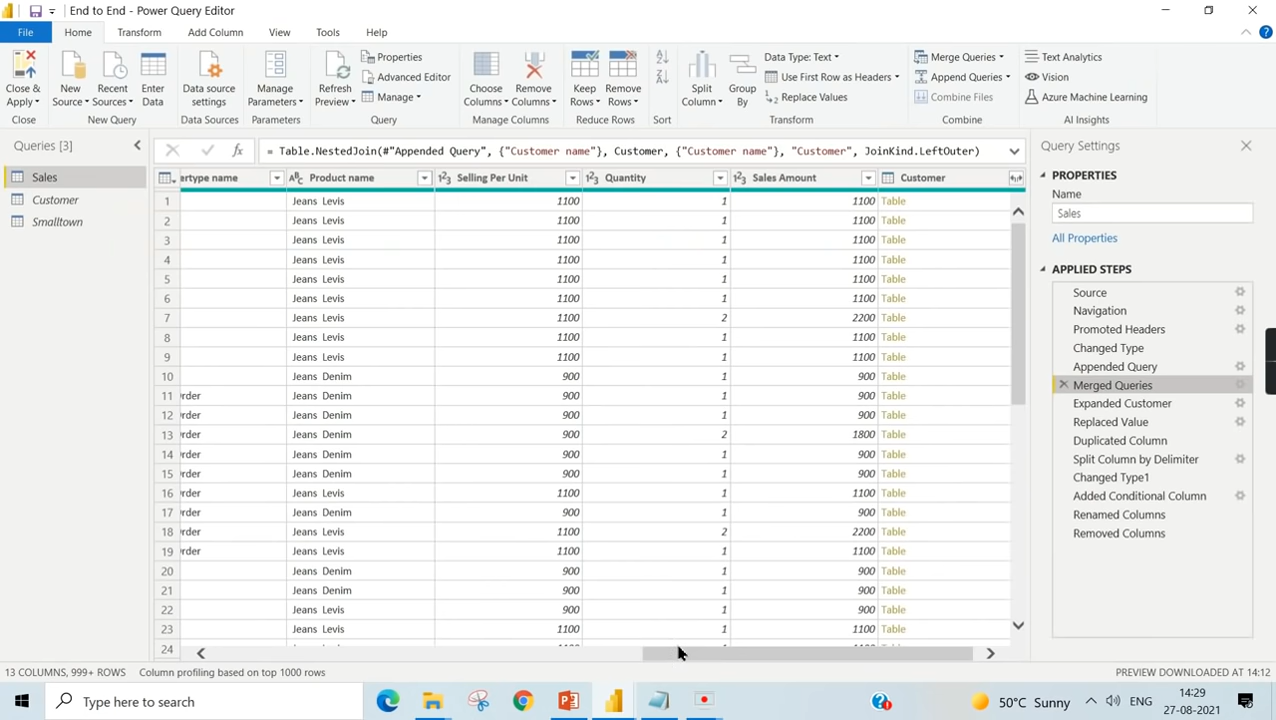 End to End - Power Query Editor
File Home Transform Add Column View Tools Help
Close & Apply
New Source
Recent Sources
Enter Data
Data source settings
Manage Parameters
Refresh Preview
Properties
Advanced Editor
Manage
Choose Columns
Remove Columns
Keep Rows
Remove Rows
Split Column
Group By
Data Type: Text
Use First Row as Headers
Replace Values
Merge Queries
Append Queries
Combine Files
Text Analytics
Vision
Azure Machine Learning
Close New Query Data Sources Parameters Query Manage Columns Reduce Rows Sort Transform Combine AI Insights
Queries [3]
Sales
Customer
Smalltown
= Table.NestedJoin(#"Appended Query", {"Customer name"}, Customer, {"Customer name"}, "Customer", JoinKind.LeftOuter)
ertype name Product name Selling Per Unit Quantity Sales Amount Customer
1 Jeans Levis 1100 1 1100 Table
2 Jeans Levis 1100 1 1100 Table
3 Jeans Levis 1100 1 1100 Table
4 Jeans Levis 1100 1 1100 Table
5 Jeans Levis 1100 1 1100 Table
6 Jeans Levis 1100 1 1100 Table
7 Jeans Levis 1100 2 2200 Table
8 Jeans Levis 1100 1 1100 Table
9 Jeans Levis 1100 1 1100 Table
10 Jeans Denim 900 1 900 Table
11 rder Jeans Denim 900 1 900 Table
12 rder Jeans Denim 900 1 900 Table
13 rder Jeans Denim 900 2 1800 Table
14 rder Jeans Denim 900 1 900 Table
15 rder Jeans Denim 900 1 900 Table
16 rder Jeans Levis 1100 1 1100 Table
17 rder Jeans Denim 900 1 900 Table
18 rder Jeans Levis 1100 2 2200 Table
19 rder Jeans Levis 1100 1 1100 Table
20 Jeans Denim 900 1 900 Table
21 Jeans Denim 900 1 900 Table
22 Jeans Levis 900 1 900 Table
23 Jeans Levis 1100 1 1100 Table
24
Query Settings
PROPERTIES
Name
Sales
All Properties
APPLIED STEPS
Source
Navigation
Promoted Headers
Changed Type
Appended Query
Merged Queries
Expanded Customer
Replaced Value
Duplicated Column
Split Column by Delimiter
Changed Type1
Added Conditional Column
Renamed Columns
Removed Columns
13 COLUMNS, 999+ ROWS Column profiling based on top 1000 rows PREVIEW DOWNLOADED AT 14:12
Type here to search
50°C Sunny ENG
14:29
27-08-2021